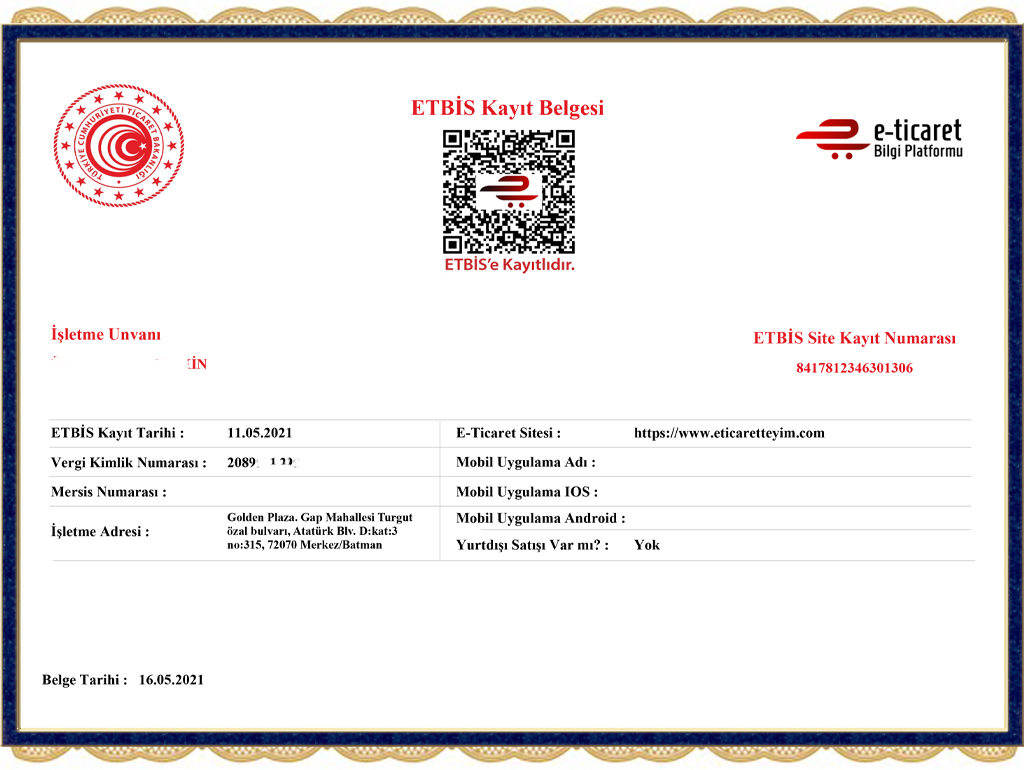 ETBİS Kayıt Belgesi
TÜRKİYE CUMHURİYETİ TİCARET BAKANLIĞI
e-ticaret
Bilgi Platformu
ETBİS'e Kayıtlıdır.
İşletme Unvanı
ETBİS Site Kayıt Numarası
8417812346301306
ETBİS Kayıt Tarihi : 11.05.2021
E-Ticaret Sitesi : https://www.eticaretteyim.com
Vergi Kimlik Numarası : 2089
Mobil Uygulama Adı :
Mersis Numarası :
Mobil Uygulama IOS :
İşletme Adresi : Golden Plaza. Gap Mahallesi Turgut
özal bulvarı, Atatürk Blv. D:kat:3
no:315, 72070 Merkez/Batman
Mobil Uygulama Android :
Yurtdışı Satışı Var mı? : Yok
Belge Tarihi : 16.05.2021